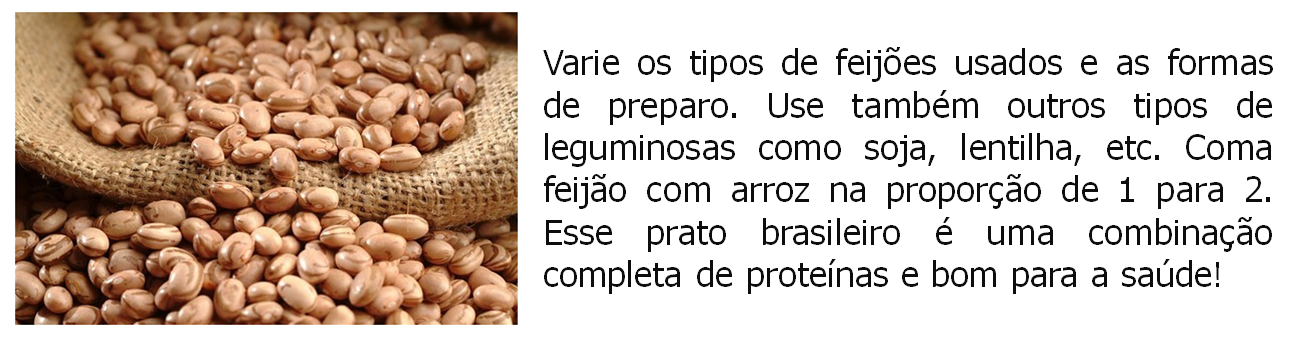 Varie os tipos de feijões usados e as formas
de preparo. Use também outros tipos de
leguminosas como soja, lentilha, etc. Coma
feijão com arroz na proporção de 1 para 2.
Esse prato brasileiro é uma combinação
completa de proteínas e bom para a saúde!